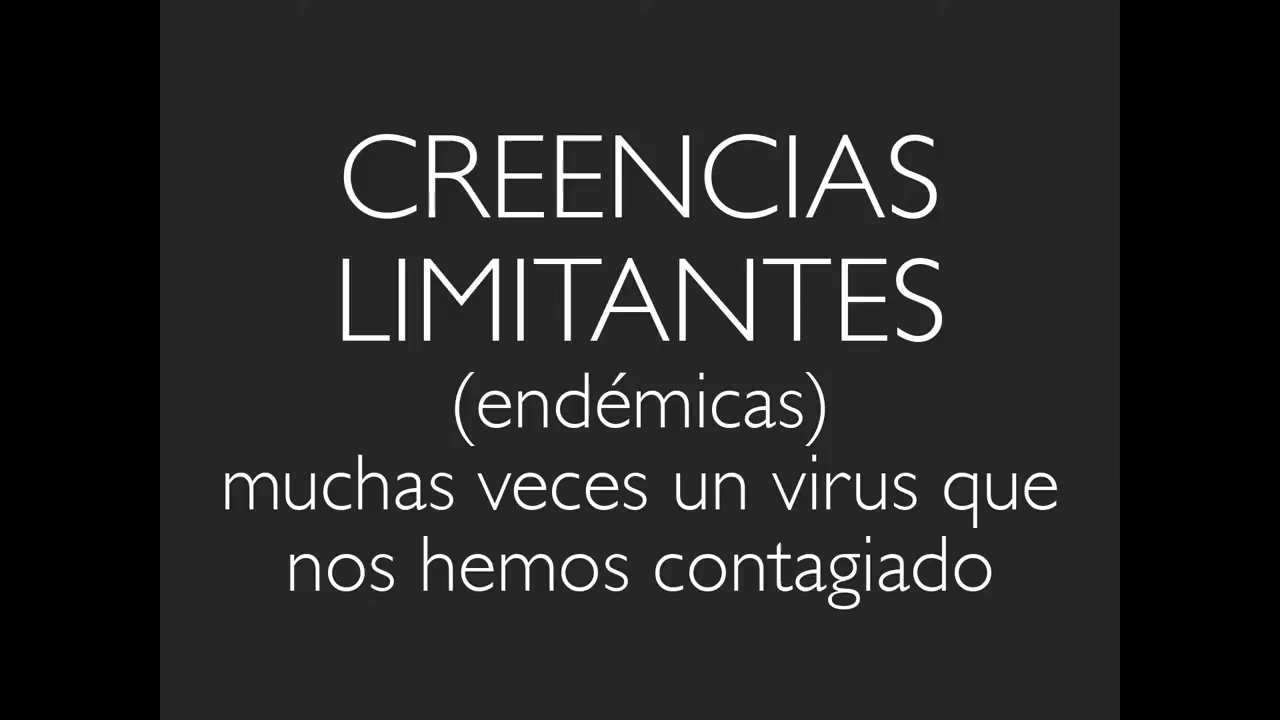 CREENCIAS
LIMITANTES
(endémicas)
muchas veces un virus que
nos hemos contagiado